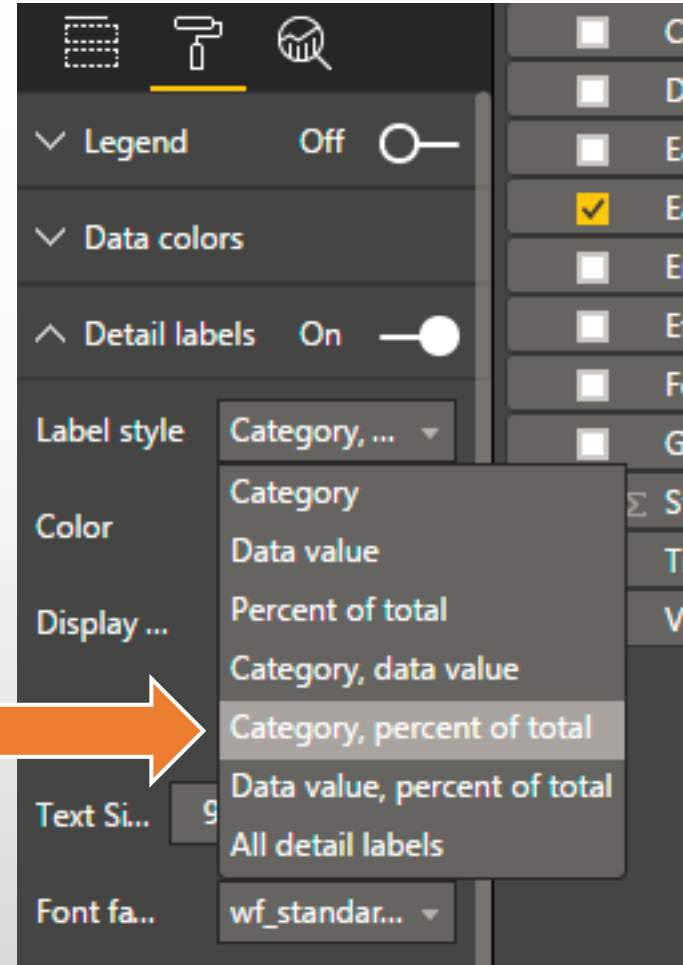 Legend Off
Data colors
Detail labels On
Label style Category, ...
Category
Color
Data value
Percent of total
Display ...
Category, data value
Category, percent of total
Data value, percent of total
Text Si... 9
All detail labels
Font fa... wf_standar...
Σ